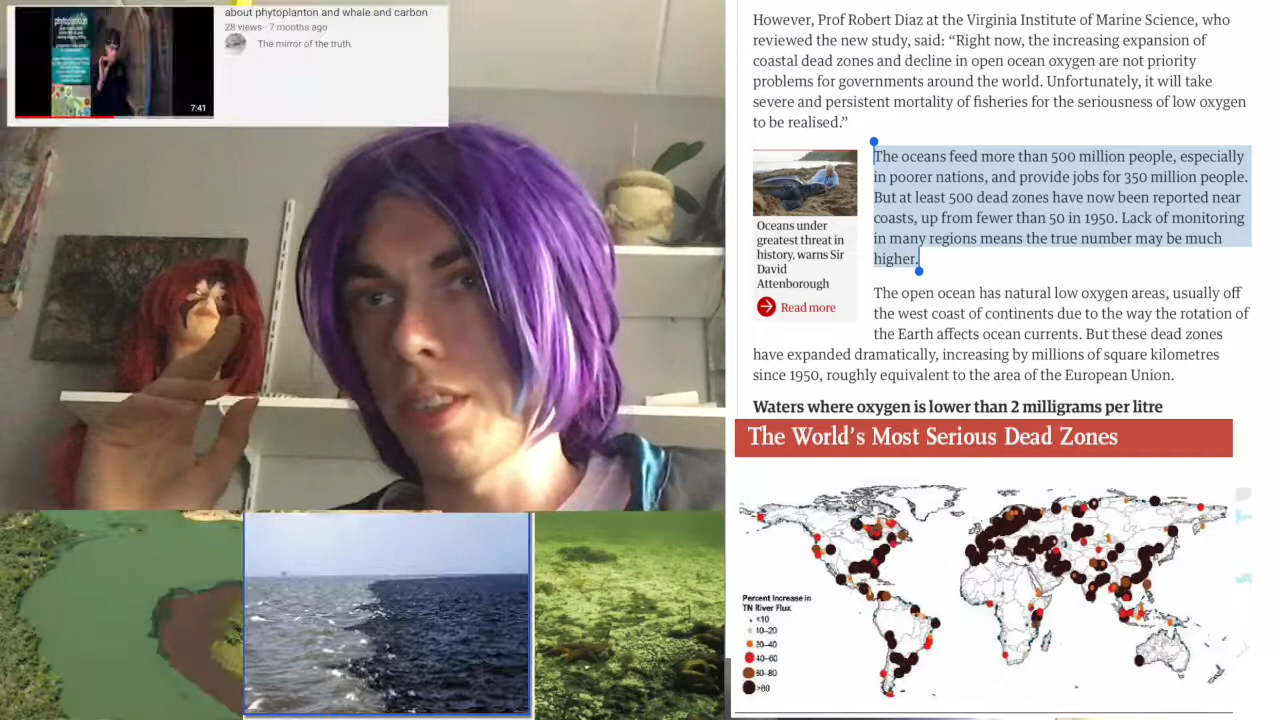 about phytoplanton and whale and carbon
28 views · 7 months ago
The mirror of the truth
phytoplankton
7:41
However, Prof Robert Diaz at the Virginia Institute of Marine Science, who
reviewed the new study, said: “Right now, the increasing expansion of
coastal dead zones and decline in open ocean oxygen are not priority
problems for governments around the world. Unfortunately, it will take
severe and persistent mortality of fisheries for the seriousness of low oxygen
to be realised.”
The oceans feed more than 500 million people, especially
in poorer nations, and provide jobs for 350 million people.
But at least 500 dead zones have now been reported near
coasts, up from fewer than 50 in 1950. Lack of monitoring
in many regions means the true number may be much
higher.
Oceans under
greatest threat in
history, warns Sir
David
Attenborough
Read more
The open ocean has natural low oxygen areas, usually off
the west coast of continents due to the way the rotation of
the Earth affects ocean currents. But these dead zones
have expanded dramatically, increasing by millions of square kilometres
since 1950, roughly equivalent to the area of the European Union.
Waters where oxygen is lower than 2 milligrams per litre
The World's Most Serious Dead Zones
Percent Increase in
TN River Flux
<10
10–20
20–40
40–60
60–80
>80